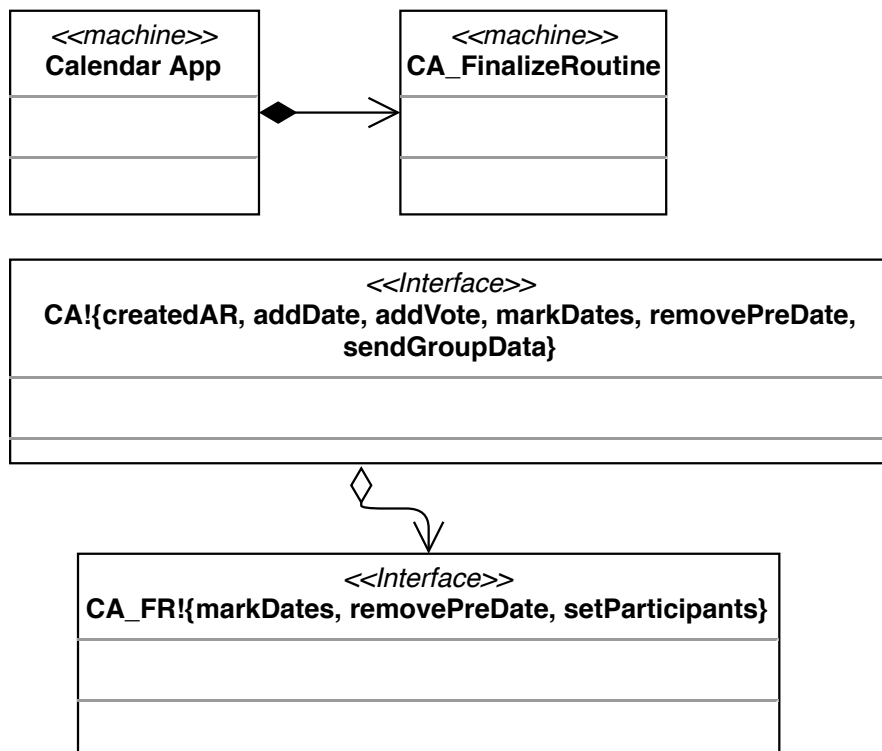 <<machine>>
Calendar App
<<machine>>
CA_FinalizeRoutine
<<Interface>>
CA!{createdAR, addDate, addVote, markDates, removePreDate,
sendGroupData}
<<Interface>>
CA_FR!{markDates, removePreDate, setParticipants}